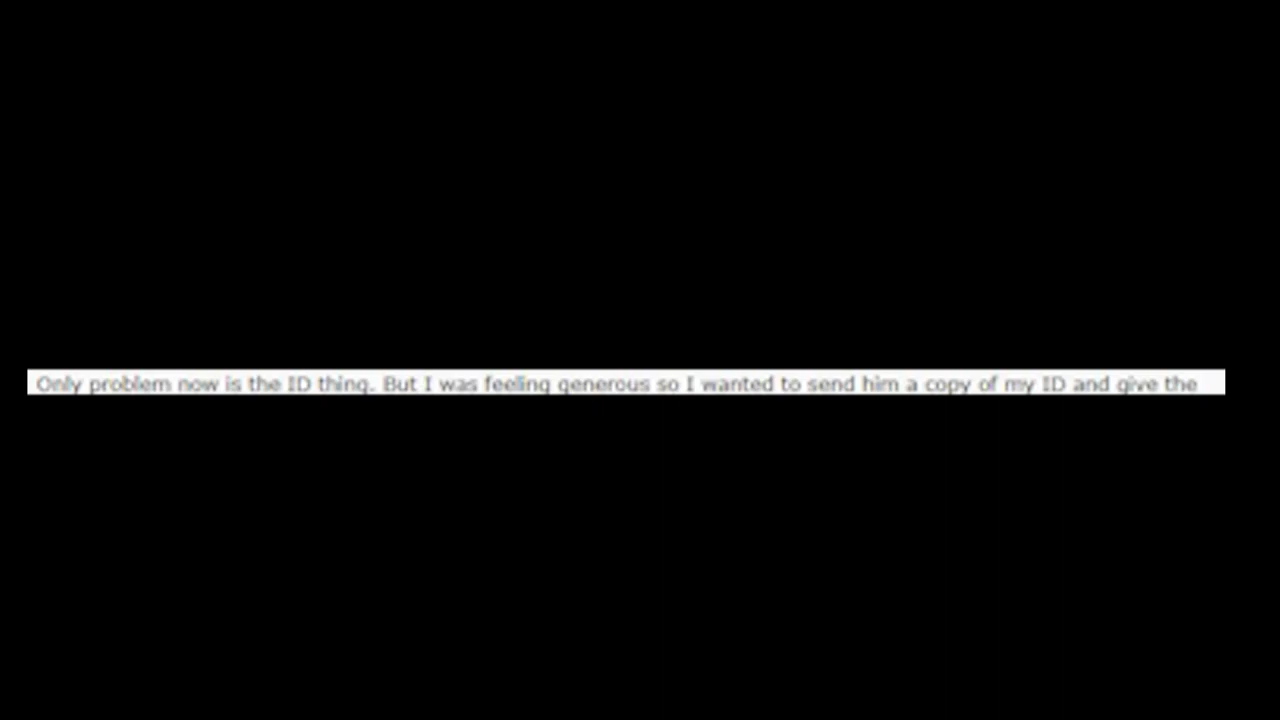 Only problem now is the ID thing. But I was feeling generous so I wanted to send him a copy of my ID and give the